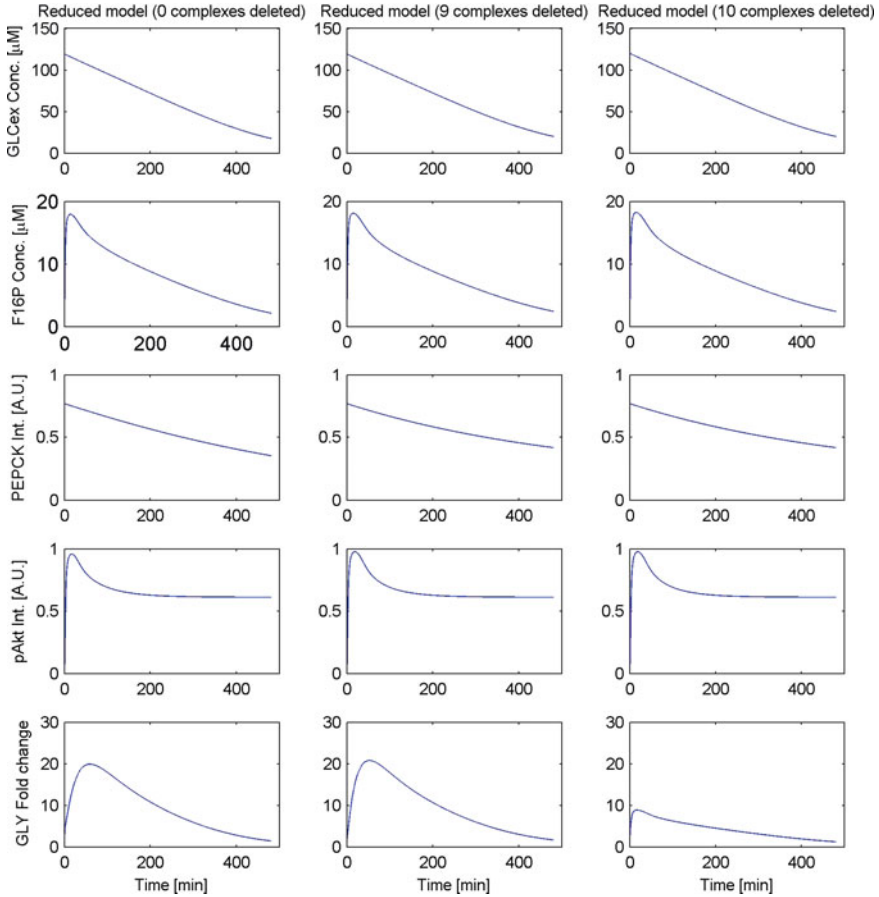 Reduced model (0 complexes deleted) Reduced model (9 complexes deleted) Reduced model (10 complexes deleted)
GLCex Conc. [µM]
150 150 150
100 100 100
50 50 50
0 0 0
0 200 400 0 200 400 0 200 400
F16P Conc. [µM]
20 20 20
10 10 10
0 0 0
0 200 400 0 200 400 0 200 400
PEPCK Int. [A.U.]
1 1 1
0.5 0.5 0.5
0 0 0
0 200 400 0 200 400 0 200 400
pAkt Int. [A.U.]
1 1 1
0.5 0.5 0.5
0 0 0
0 200 400 0 200 400 0 200 400
GLY Fold change
30 30 30
20 20 20
10 10 10
0 0 0
0 200 400 0 200 400 0 200 400
Time [min] Time [min] Time [min]